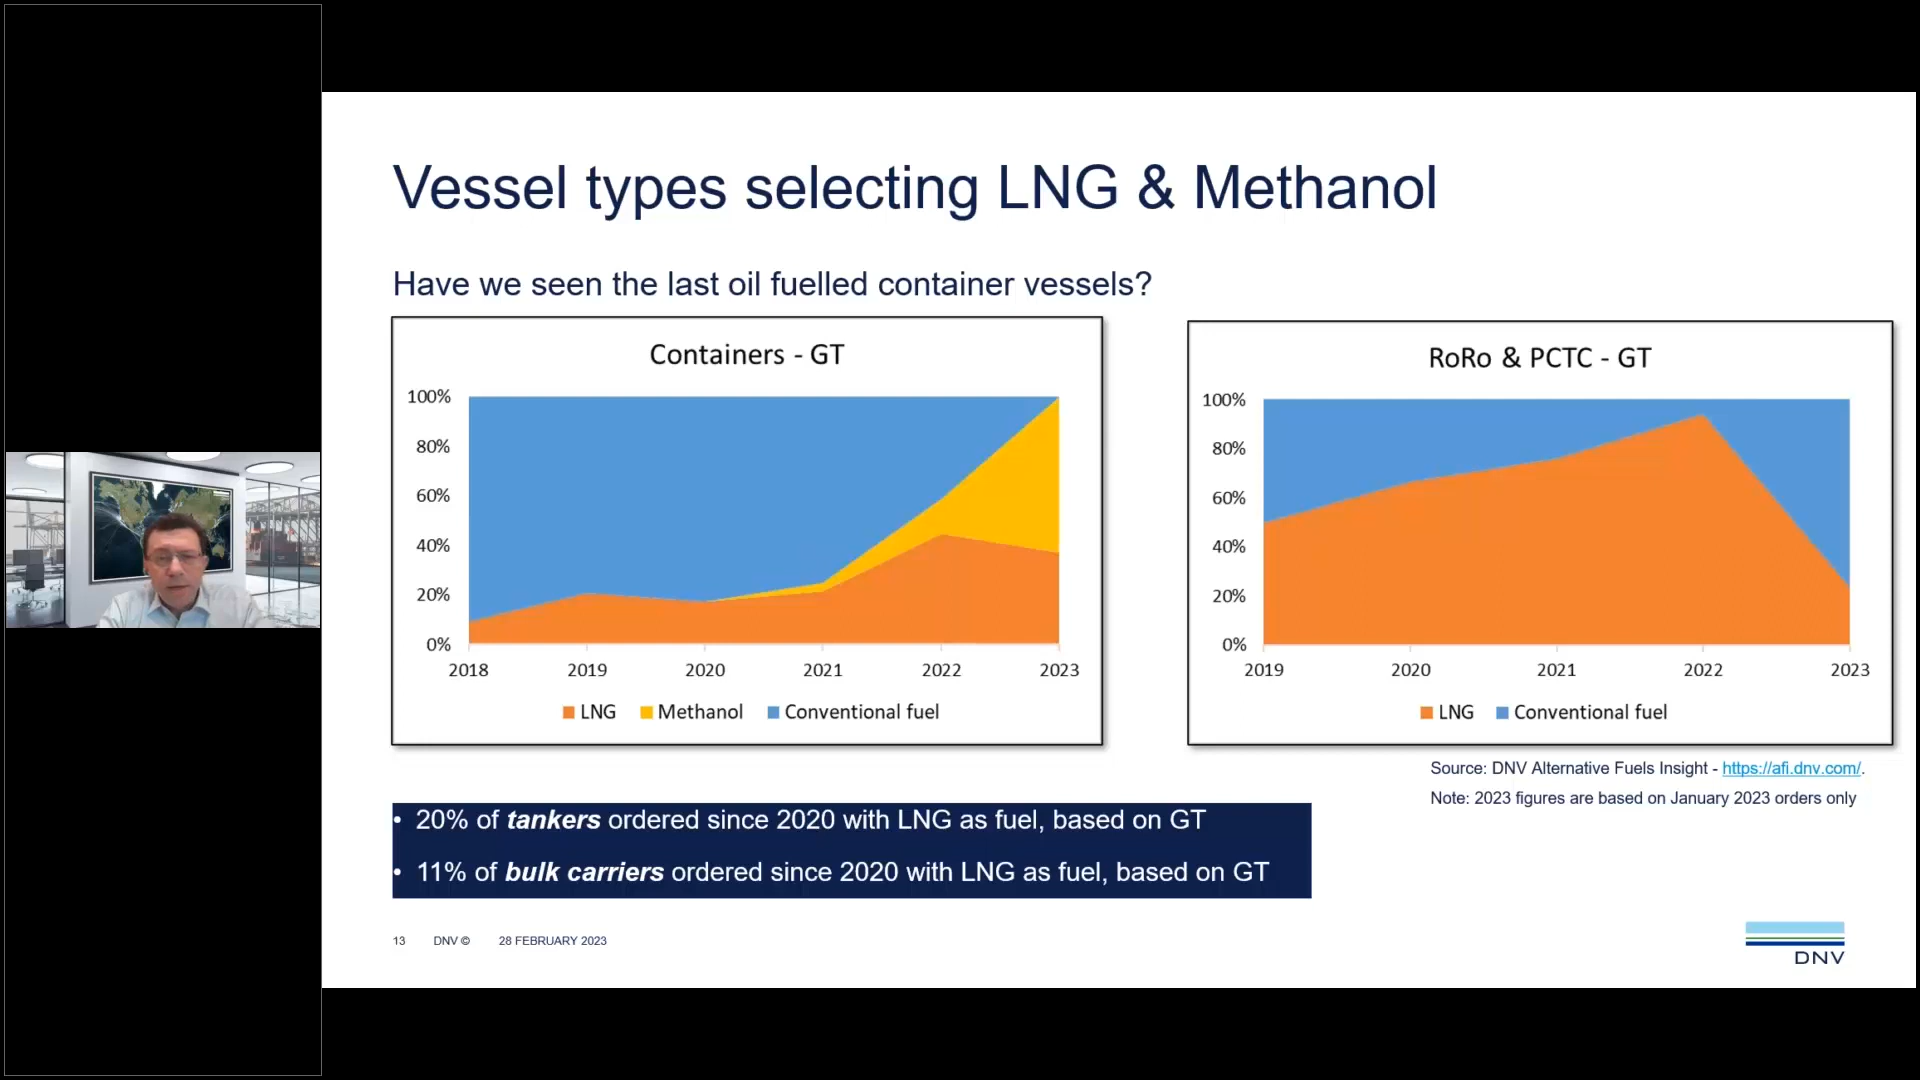 Vessel types selecting LNG & Methanol
Have we seen the last oil fuelled container vessels?
Containers - GT
100%
80%
60%
40%
20%
0%
2018 2019 2020 2021 2022 2023
LNG Methanol Conventional fuel
RoRo & PCTC - GT
100%
80%
60%
40%
20%
0%
2019 2020 2021 2022 2023
LNG Conventional fuel
Source: DNV Alternative Fuels Insight - https://afi.dnv.com/.
Note: 2023 figures are based on January 2023 orders only
• 20% of tankers ordered since 2020 with LNG as fuel, based on GT
• 11% of bulk carriers ordered since 2020 with LNG as fuel, based on GT
13 DNV © 28 FEBRUARY 2023
DNV